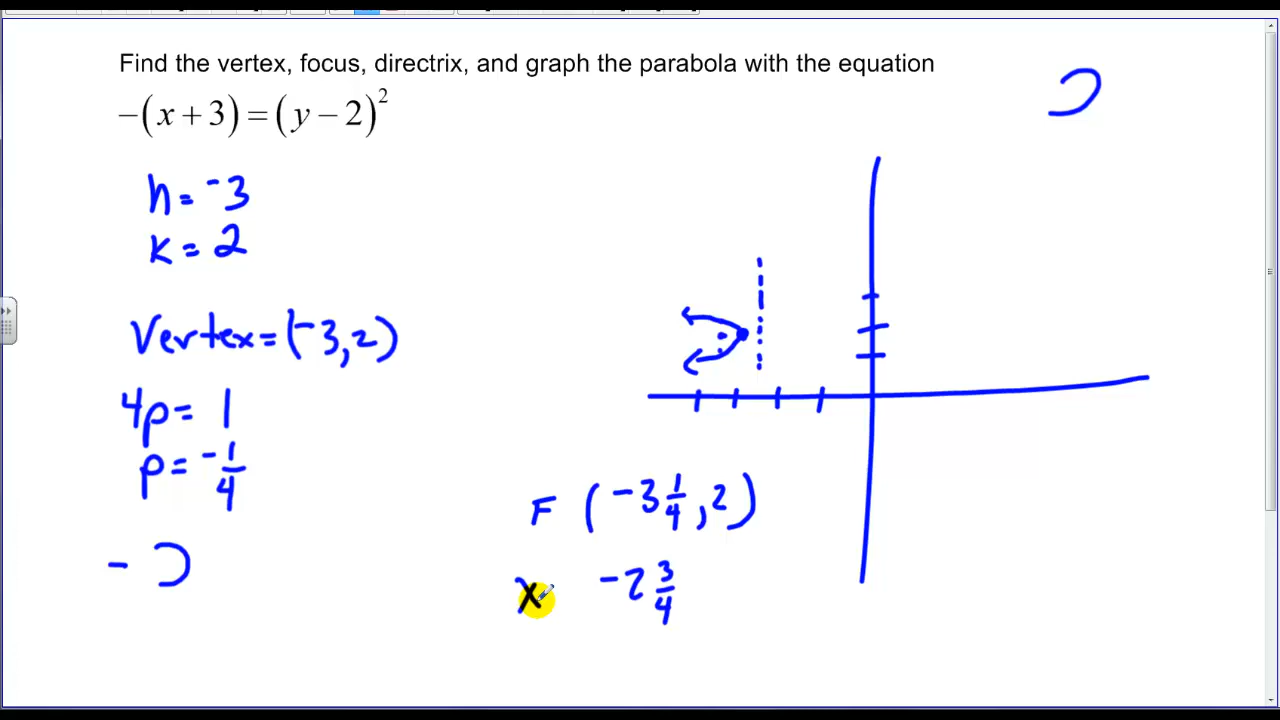 Find the vertex, focus, directrix, and graph the parabola with the equation
-(x+3)=(y-2)²
h= -3
k= 2
Vertex=(-3,2)
4p= 1
p= -1/4
-
F (-3 1/4, 2)
x -2 3/4